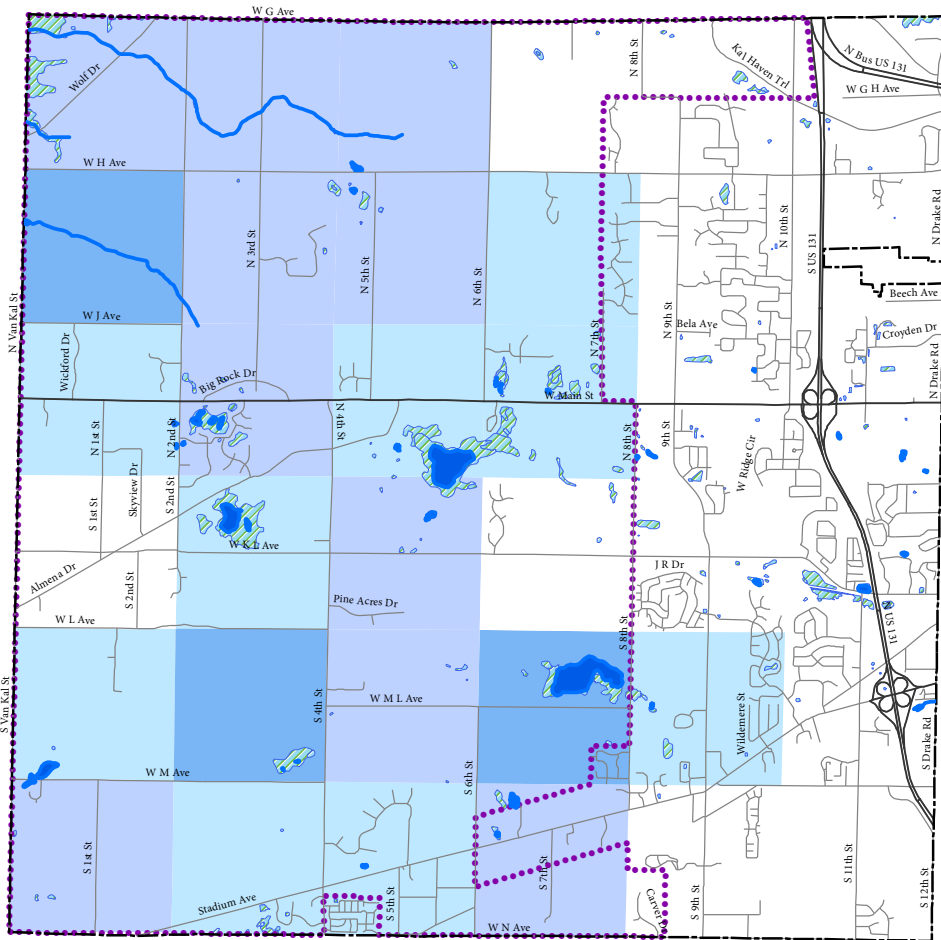 W G Ave
N 8th St
Kal Haven Trl
N Bus US 131
W G H Ave
Wolf Dr
W H Ave
N 3rd St
N 5th St
N 6th St
N 10th St
S US 131
N Drake Rd
Beech Ave
N Van Kal St
W J Ave
N 7th St
N 9th St
Bela Ave
Croyden Dr
Wickford Dr
Big Rock Dr
W Main St
N Drake Rd
N 1st St
N 2nd St
N 4th St
N 8th St
9th St
W Ridge Cir
Skyview Dr
S 1st St
S 2nd St
W K L Ave
Almena Dr
S 2nd St
J R Dr
Pine Acres Dr
W L Ave
S 8th St
N US 131
S Van Kal St
S 4th St
W M L Ave
Wildemere St
S Drake Rd
W M Ave
S 6th St
S 1st St
S 7th St
S 11th St
S 12th St
Stadium Ave
S 5th St
S 9th St
W N Ave